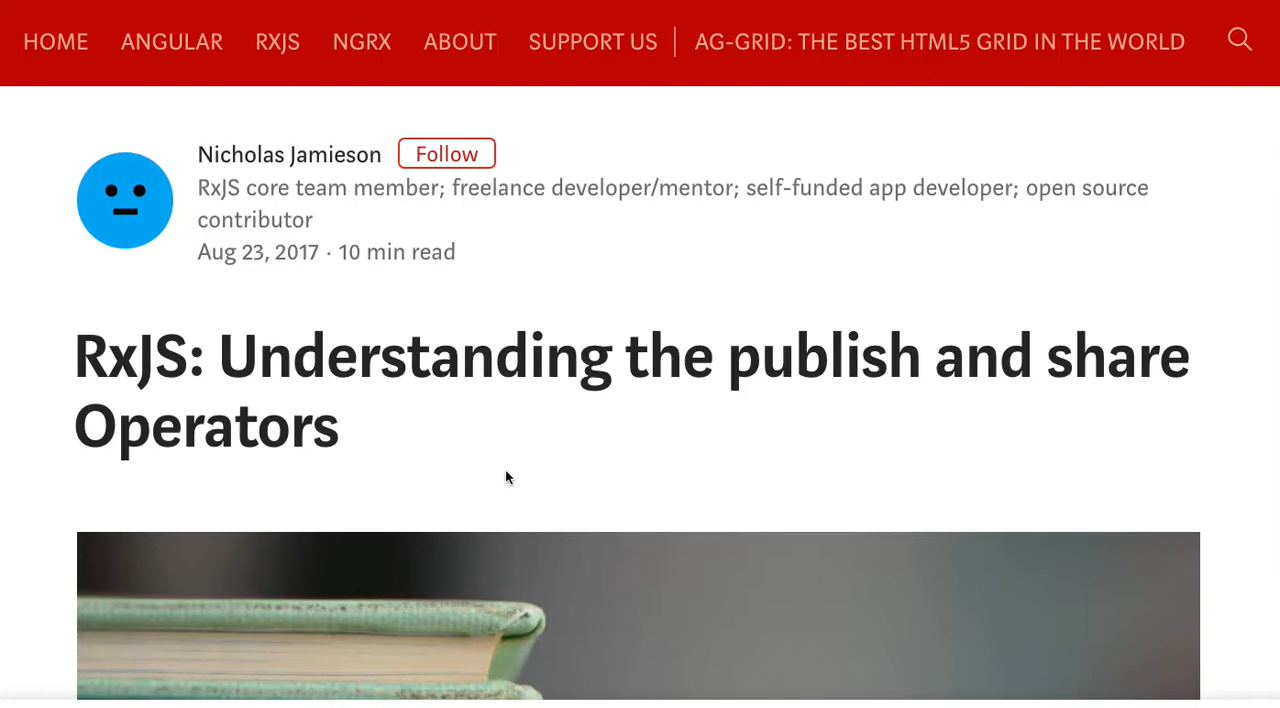 HOME ANGULAR RXJS NGRX ABOUT SUPPORT US AG-GRID: THE BEST HTML5 GRID IN THE WORLD
Nicholas Jamieson Follow
RxJS core team member; freelance developer/mentor; self-funded app developer; open source
contributor
Aug 23, 2017 · 10 min read
RxJS: Understanding the publish and share
Operators